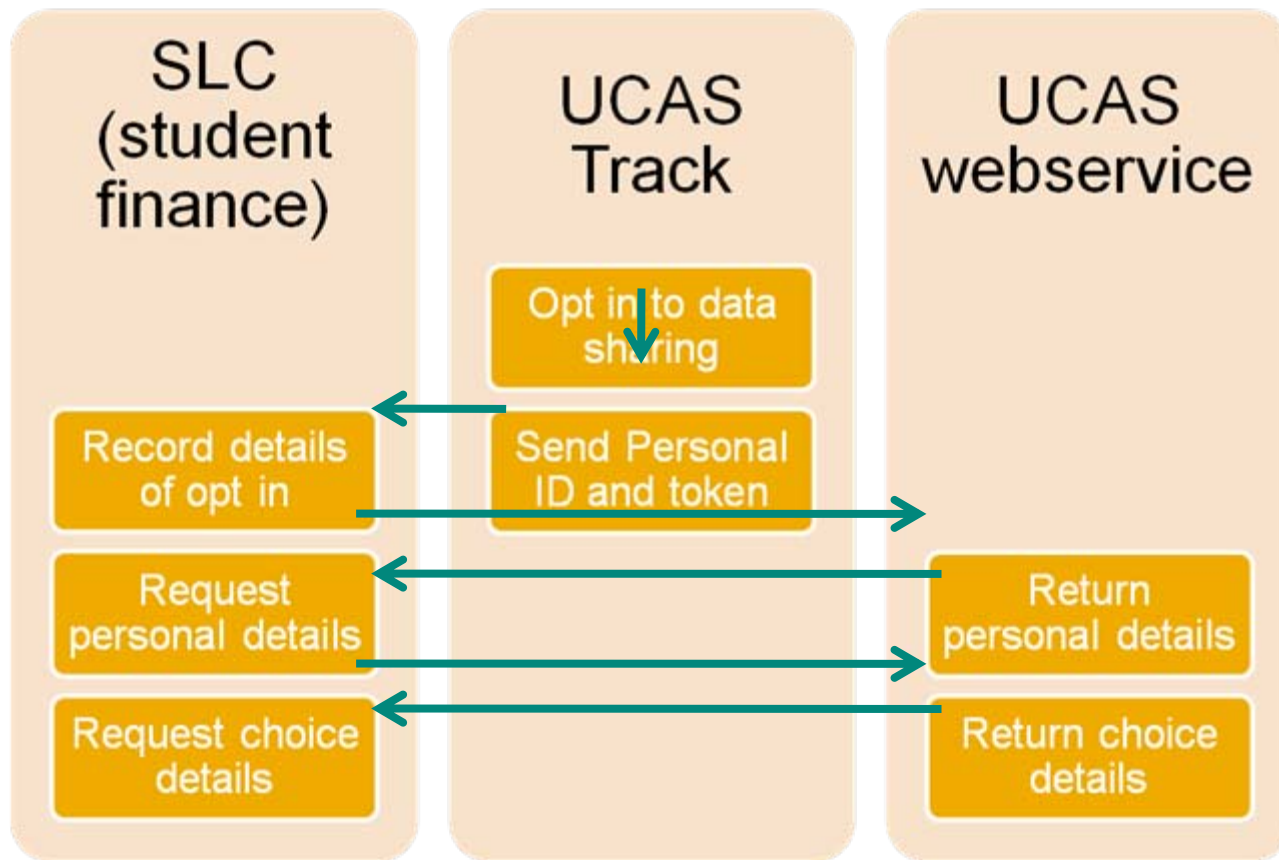 SLC
(student
finance)
Record details
of opt in
Request
personal details
Request choice
details
UCAS
Track
Opt in to data
sharing
Send Personal
ID and token
UCAS
webservice
Return
personal details
Return choice
details